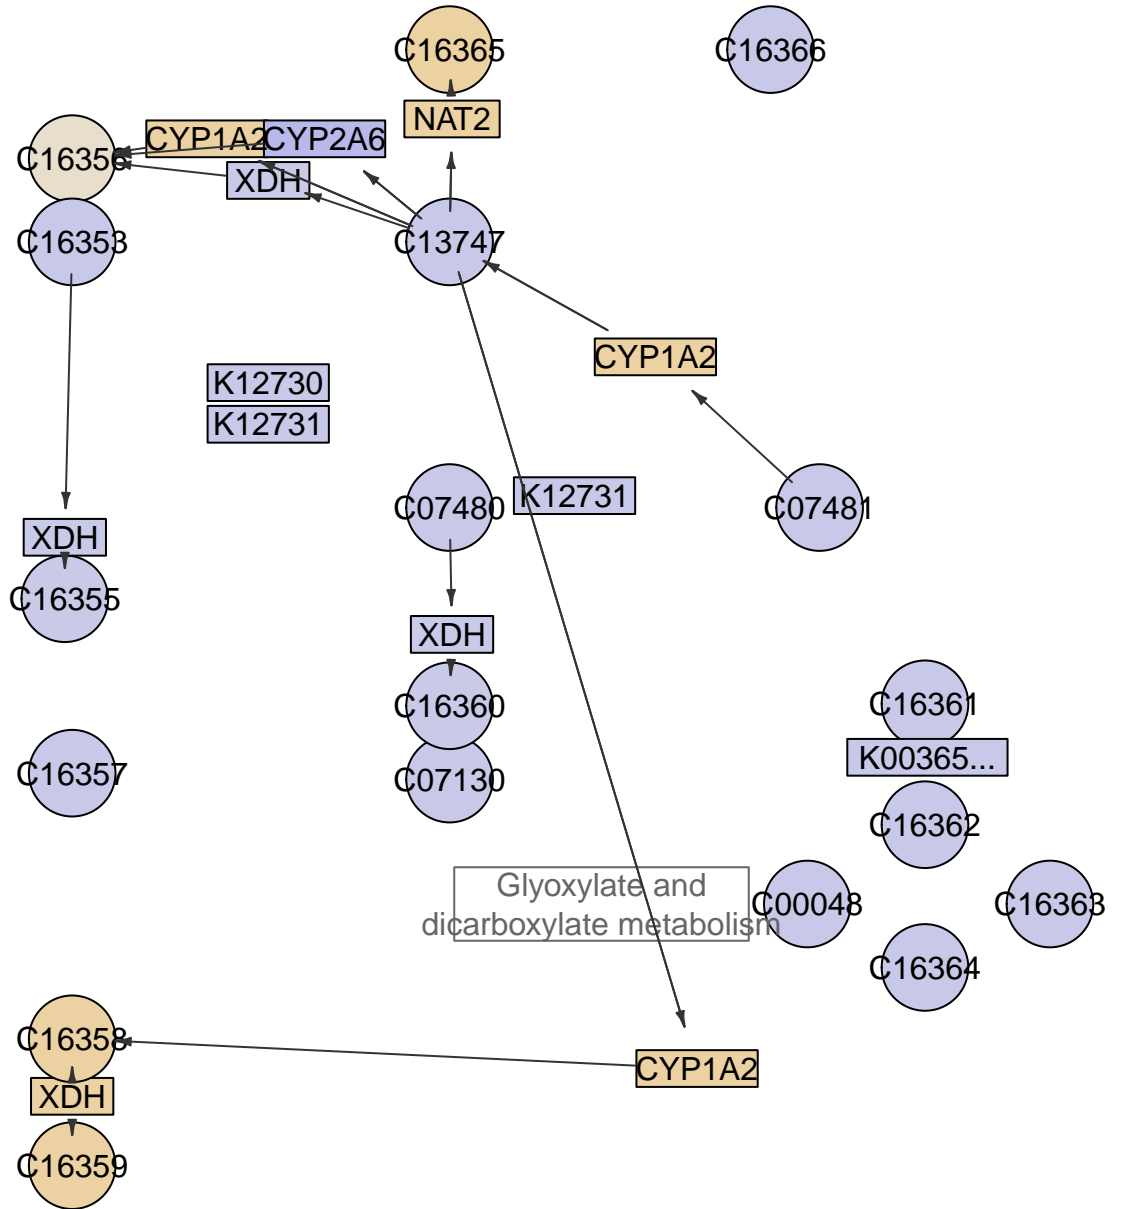 C16365
C16366
NAT2
CYP1A2
CYP2A6
C16356
XDH
C16353
C13747
CYP1A2
K12730
K12731
K12731
C07480
C07481
XDH
C16355
XDH
C16360
C16361
K00365...
C16357
C07130
C16362
Glyoxylate and
dicarboxylate metabolism
C00048
C16363
C16364
C16358
CYP1A2
XDH
C16359